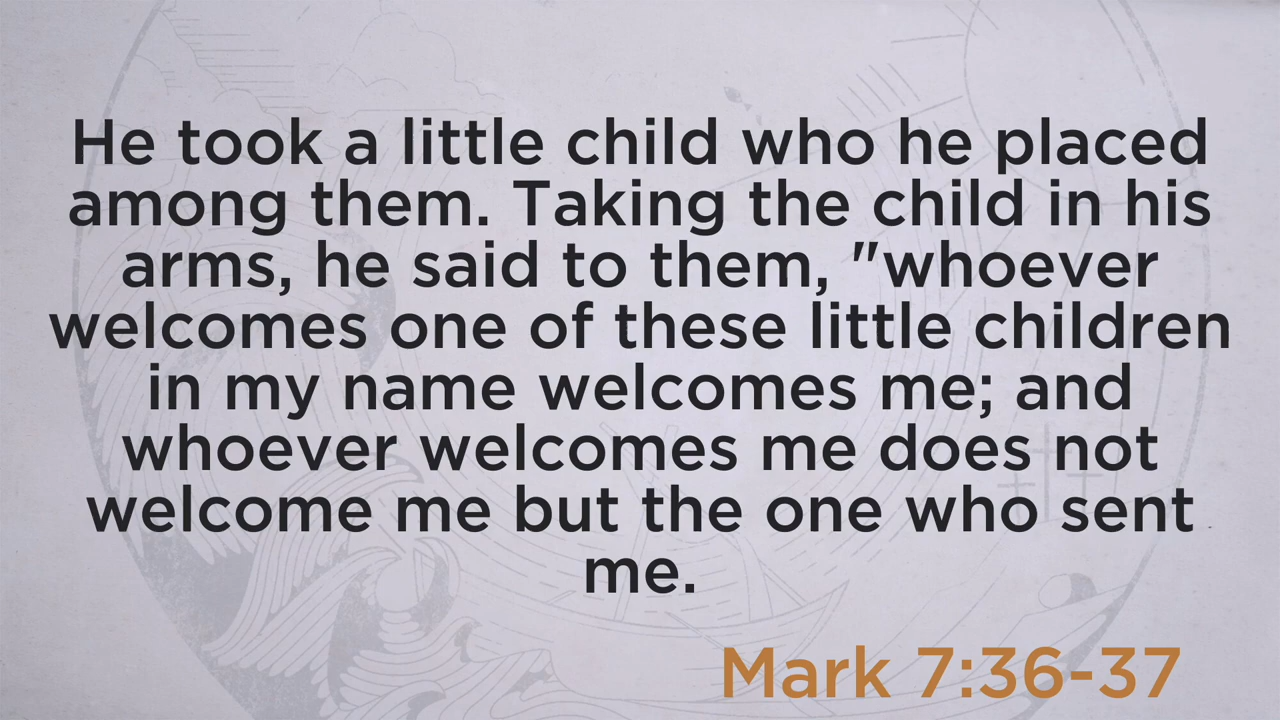 He took a little child who he placed
among them. Taking the child in his
arms, he said to them, "whoever
welcomes one of these little children
in my name welcomes me; and
whoever welcomes me does not
welcome me but the one who sent
me.
Mark 7:36-37